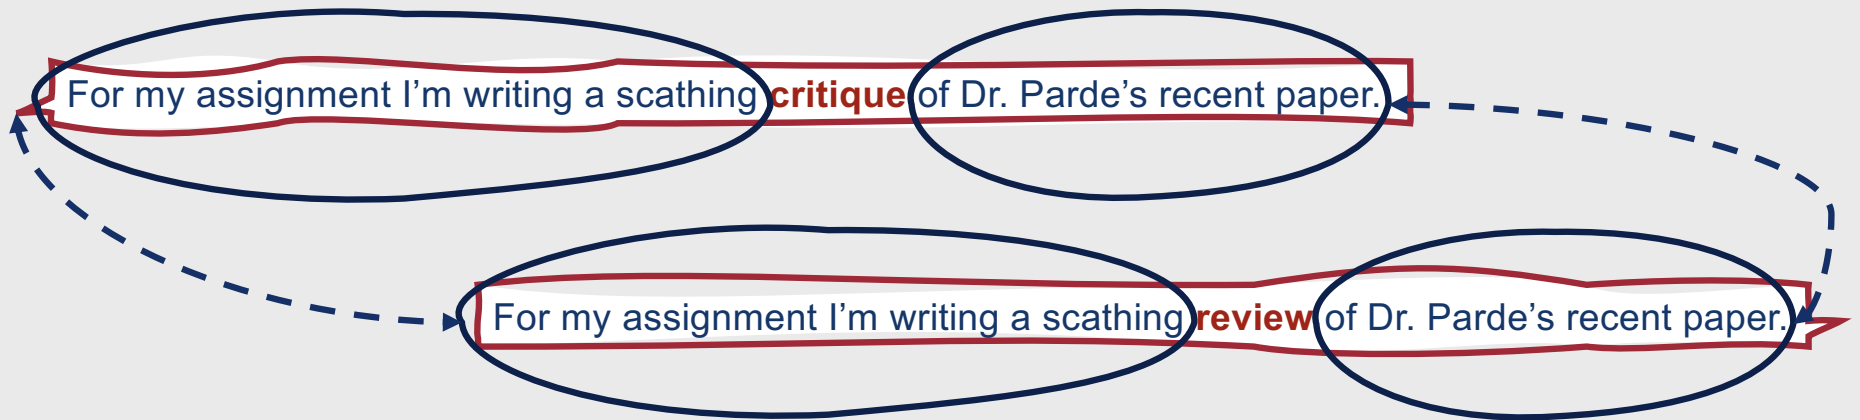 For my assignment I’m writing a scathing critique of Dr. Parde’s recent paper.
For my assignment I’m writing a scathing review of Dr. Parde’s recent paper.